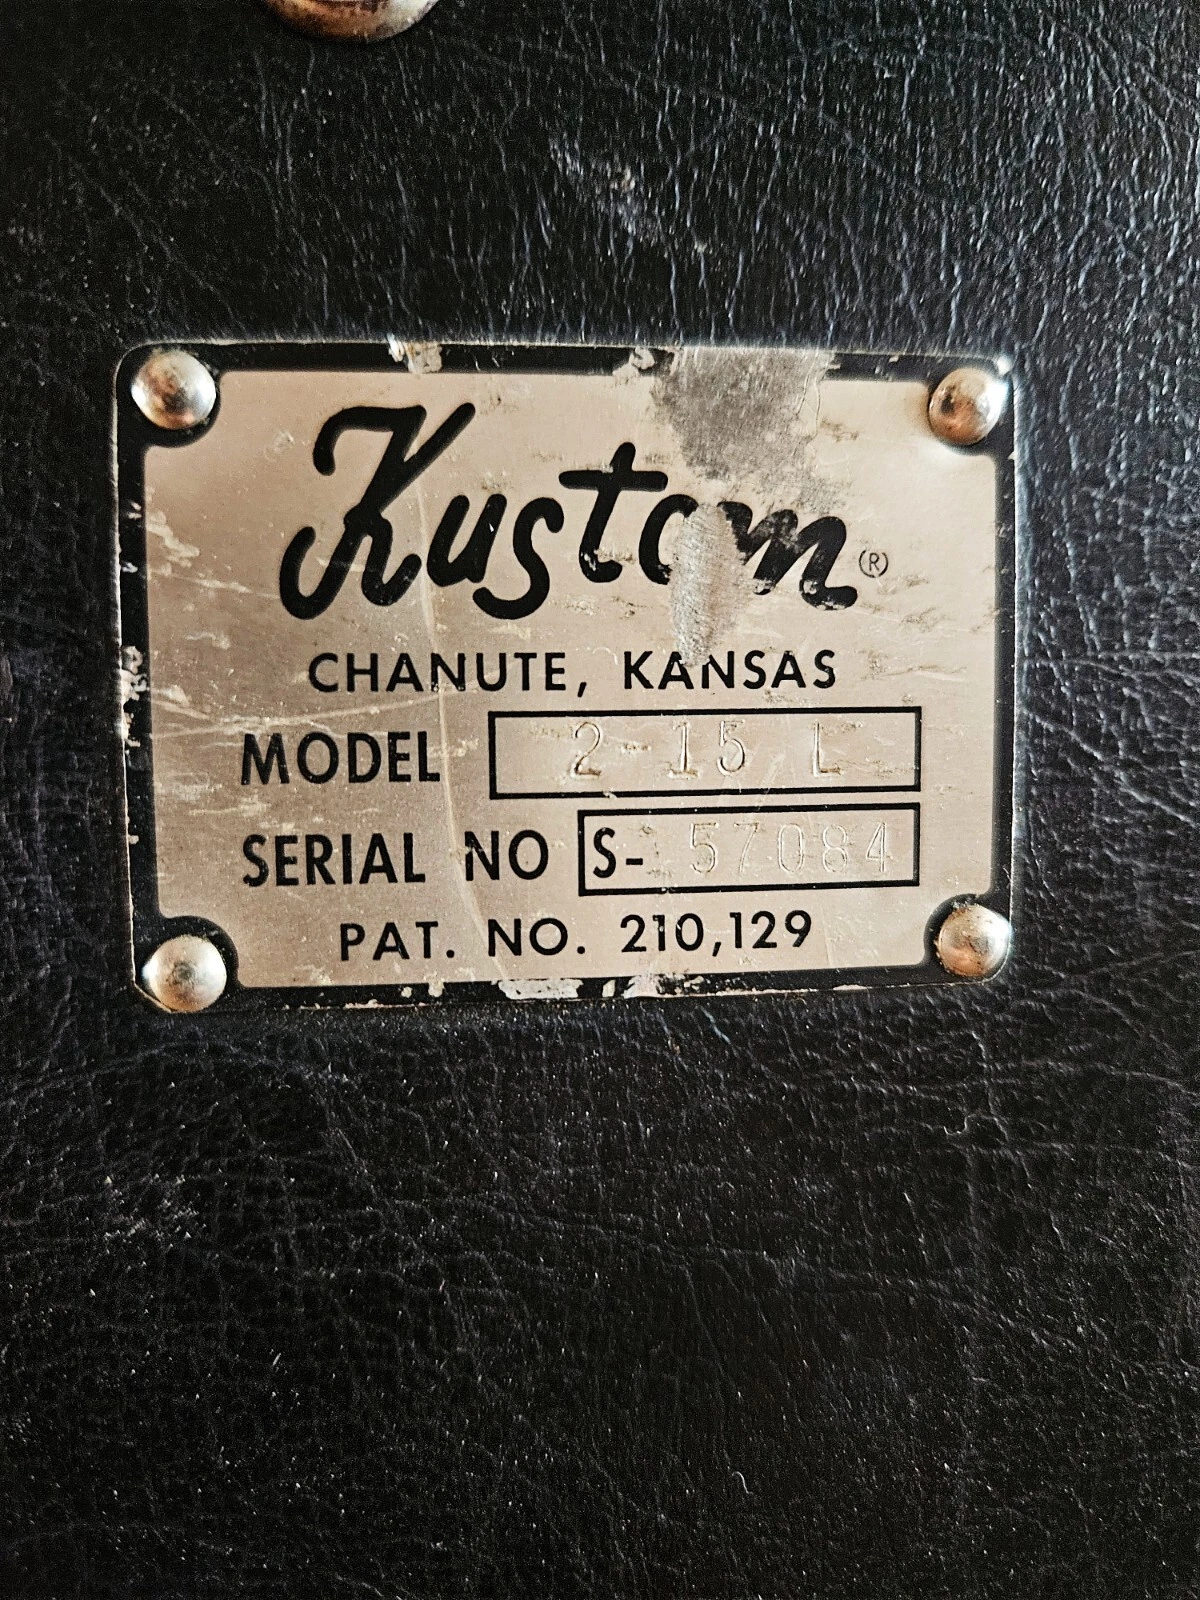 Kustom®
CHANUTE, KANSAS
MODEL 2-15 L
SERIAL NO S- 57084
PAT. NO. 210,129